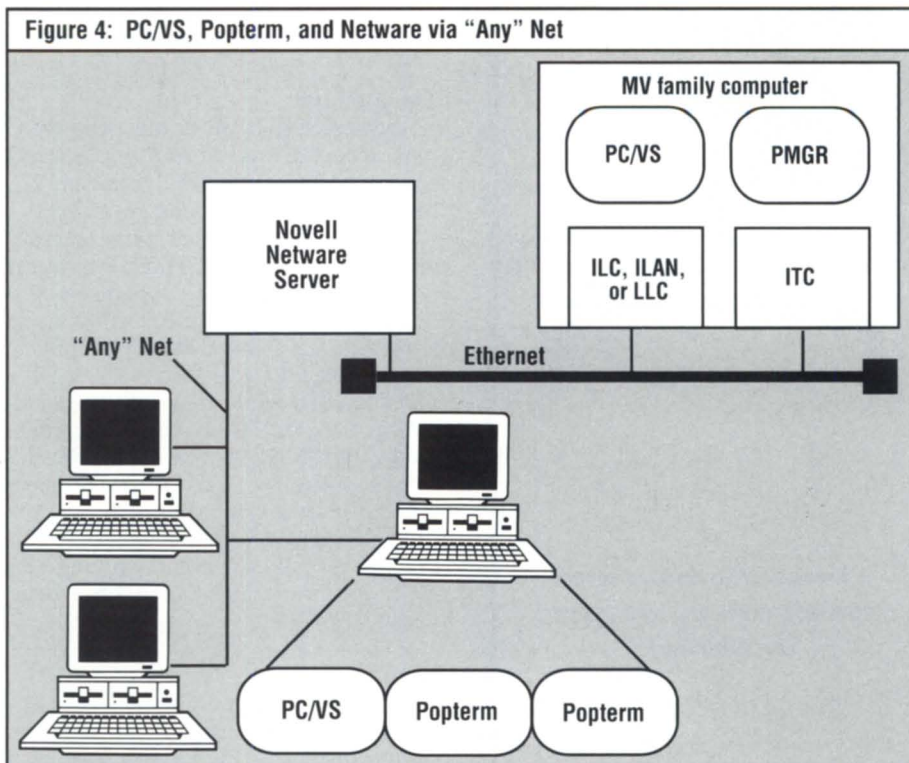 Figure 4: PC/VS, Popterm, and Netware via “Any” Net
MV family computer
PC/VS
PMGR
Novell
Netware
Server
ILC, ILAN,
or LLC
ITC
“Any” Net
Ethernet
PC/VS
Popterm
Popterm